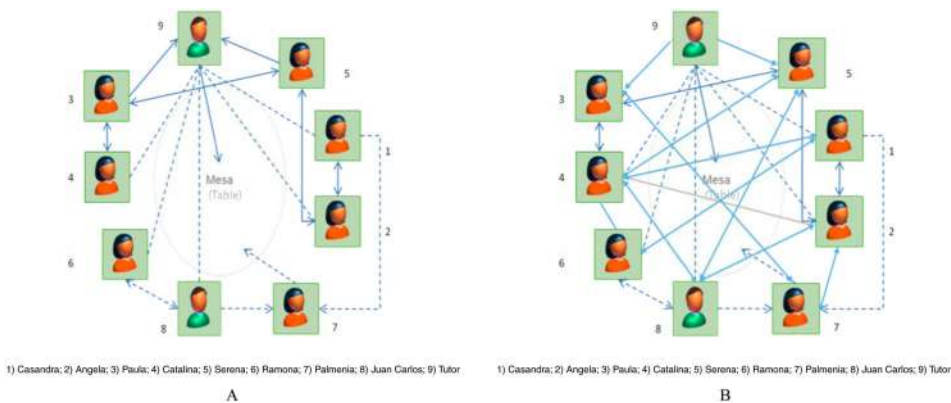 9
5
3
1
Mesa
(Table)
4
2
6
8
7
1) Casandra; 2) Angela; 3) Paula; 4) Catalina; 5) Serena; 6) Ramona; 7) Palmenia; 8) Juan Carlos; 9) Tutor
A
9
5
3
1
Mesa
(Table)
4
2
6
8
7
1) Casandra; 2) Angela; 3) Paula; 4) Catalina; 5) Serena; 6) Ramona; 7) Palmenia; 8) Juan Carlos; 9) Tutor
B